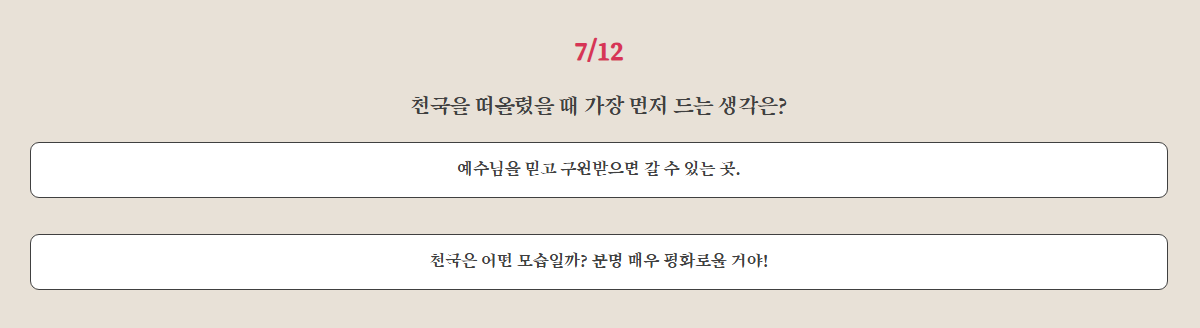 7/12
천국을 떠올렸을 때 가장 먼저 드는 생각은?
예수님을 믿고 구원받으면 갈 수 있는 곳.
천국은 어떤 모습일까? 분명 매우 평화로울 거야!